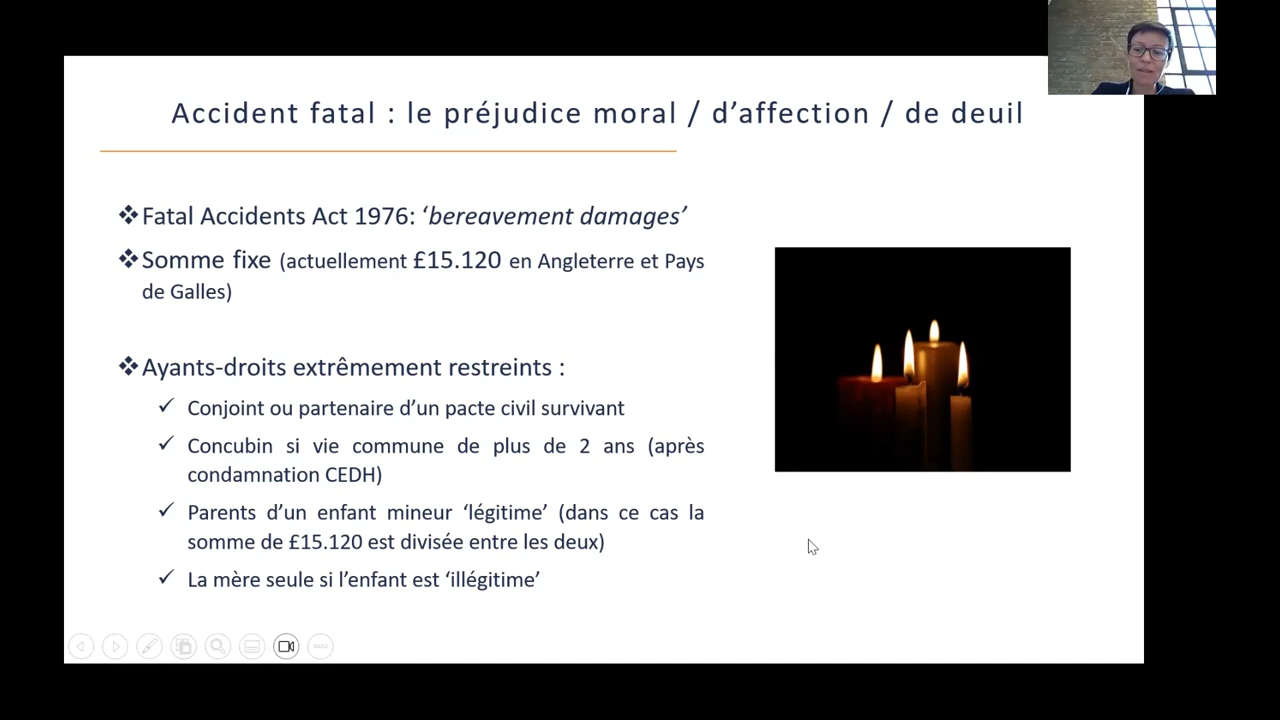 Accident fatal : le préjudice moral / d’affection / de deuil
❖Fatal Accidents Act 1976: ‘bereavement damages’
❖Somme fixe (actuellement £15.120 en Angleterre et Pays
de Galles)
❖Ayants-droits extrêmement restreints :
✓ Conjoint ou partenaire d’un pacte civil survivant
✓ Concubin si vie commune de plus de 2 ans (après
condamnation CEDH)
✓ Parents d’un enfant mineur ‘légitime’ (dans ce cas la
somme de £15.120 est divisée entre les deux)
✓ La mère seule si l’enfant est ‘illégitime’